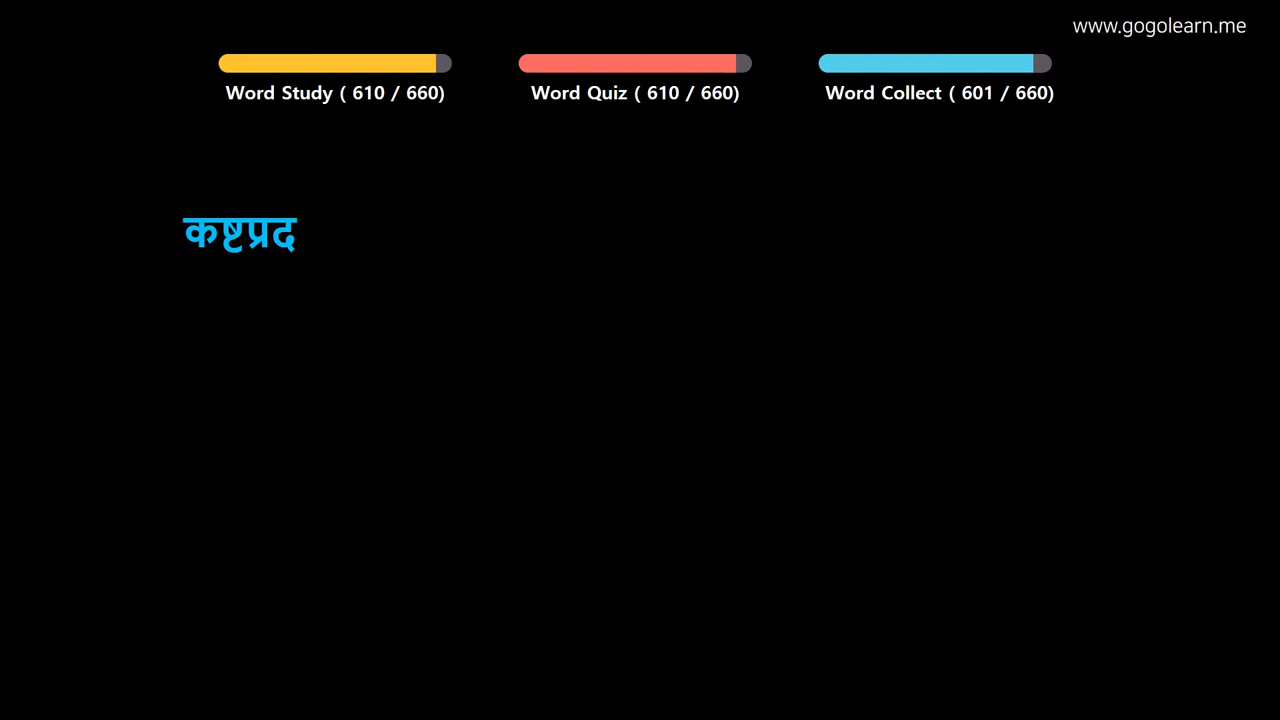 www.gogolearn.me
Word Study ( 610 / 660)
Word Quiz ( 610 / 660)
Word Collect ( 601 / 660)
कष्टप्रद